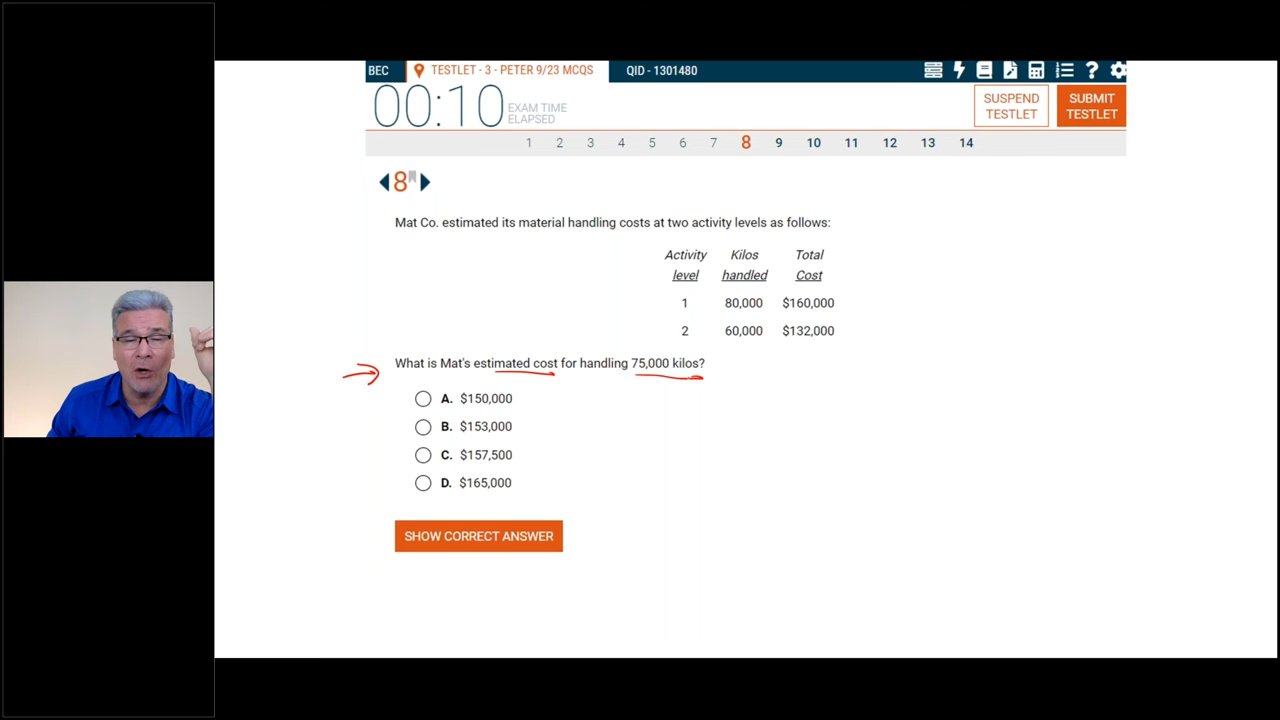 BEC TESTLET - 3 - PETER 9/23 MCQS QID - 1301480
00:10 EXAM TIME ELAPSED
SUSPEND TESTLET
SUBMIT TESTLET
1 2 3 4 5 6 7 8 9 10 11 12 13 14
8
Mat Co. estimated its material handling costs at two activity levels as follows:
Activity level Kilos handled Total Cost
1 80,000 $160,000
2 60,000 $132,000
What is Mat's estimated cost for handling 75,000 kilos?
A. $150,000
B. $153,000
C. $157,500
D. $165,000
SHOW CORRECT ANSWER